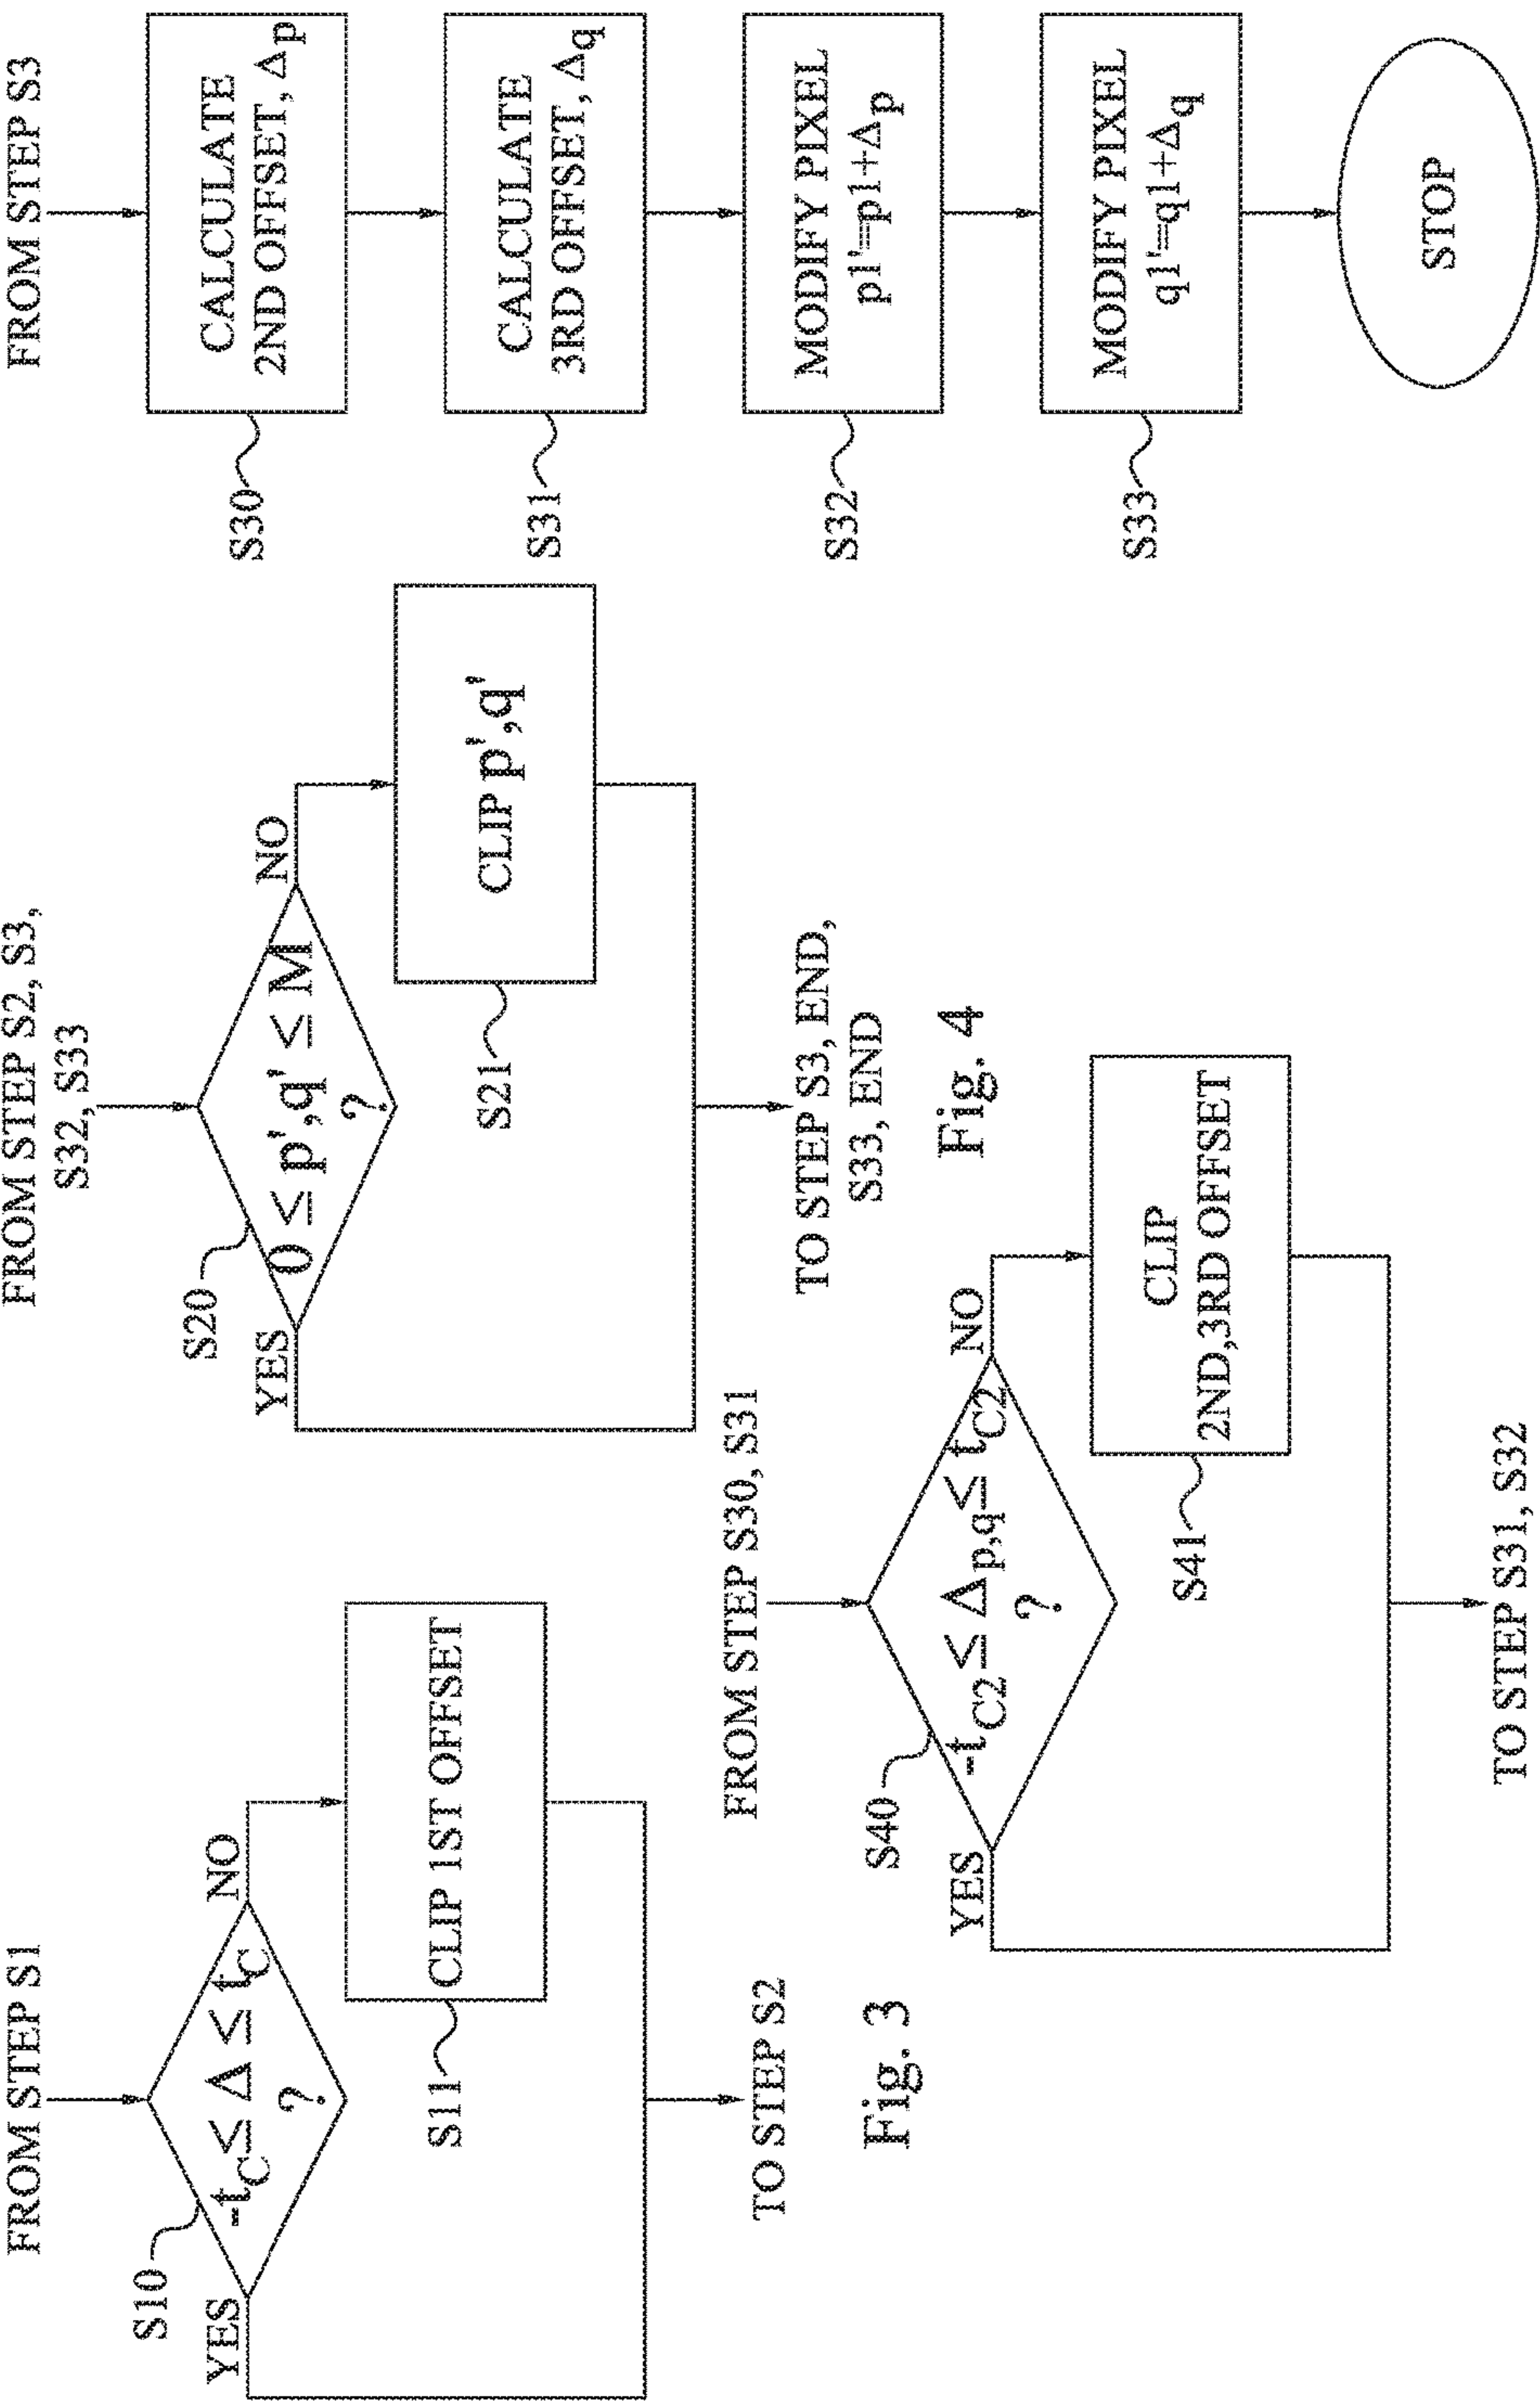 FROM STEP S1
S10
-tC ≤ Δ ≤ tC
?
YES
NO
CLIP 1ST OFFSET
S11
TO STEP S2
Fig. 3
FROM STEP S2, S3,
S32, S33
S20
0 ≤ p',q' ≤ M
?
YES
NO
CLIP p',q'
S21
TO STEP S3, END,
S33, END
Fig. 4
FROM STEP S30, S31
S40
-tC2 ≤ Δp,q ≤ tC2
?
YES
NO
CLIP
2ND,3RD OFFSET
S41
TO STEP S31, S32
FROM STEP S3
CALCULATE
2ND OFFSET, Δp
S30
CALCULATE
3RD OFFSET, Δq
S31
MODIFY PIXEL
p1'=p1+Δp
S32
MODIFY PIXEL
q1'=q1+Δq
S33
STOP